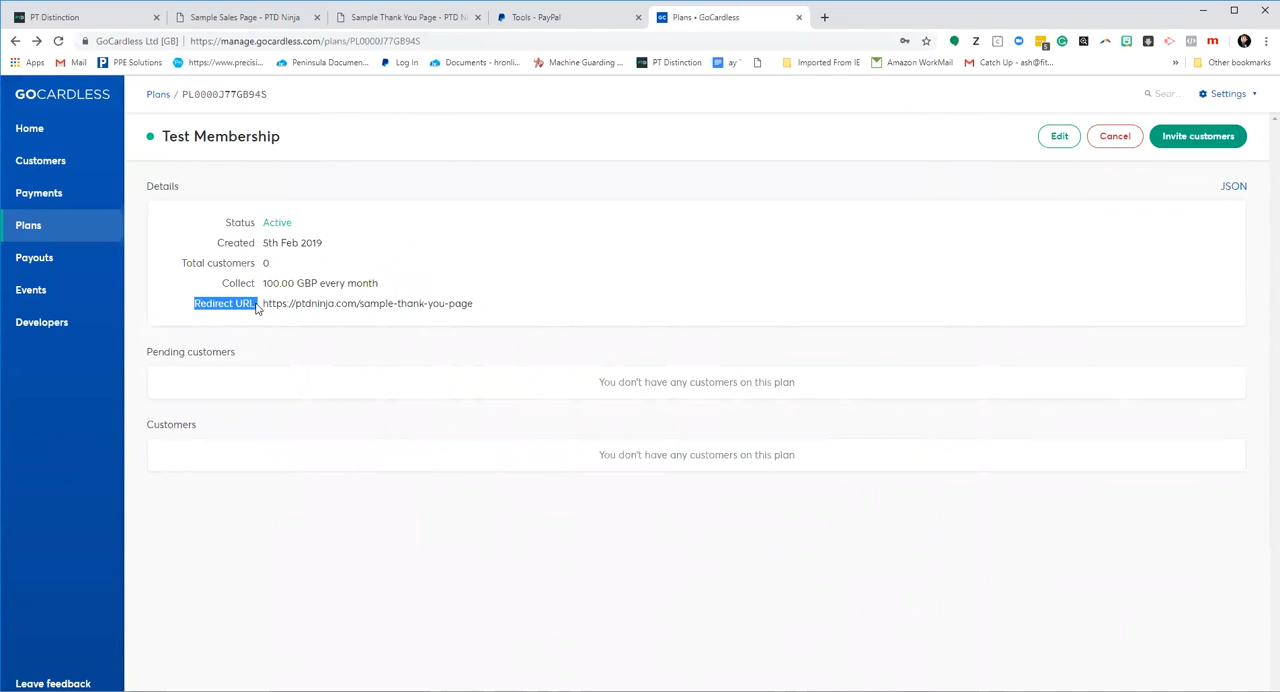 PT Distinction
Sample Sales Page - PTD Ninja
Sample Thank You Page - PTD Ni
Tools - PayPal
Plans • GoCardless
GoCardless Ltd [GB] https://manage.gocardless.com/plans/PL0000J77GB94S
Apps
Mail
PPE Solutions
https://www.precisi...
Peninsula Documen...
Log In
Documents - hronli...
Machine Guarding ...
PT Distinction
ay
Imported From IE
Amazon WorkMail
Catch Up - ash@fit...
Other bookmarks
GOCARDLESS
Home
Customers
Payments
Plans
Payouts
Events
Developers
Leave feedback
Plans / PL0000J77GB94S
Sear...
Settings
Test Membership
Edit
Cancel
Invite customers
Details
JSON
Status Active
Created 5th Feb 2019
Total customers 0
Collect 100.00 GBP every month
Redirect URL https://ptdninja.com/sample-thank-you-page
Pending customers
You don't have any customers on this plan
Customers
You don't have any customers on this plan